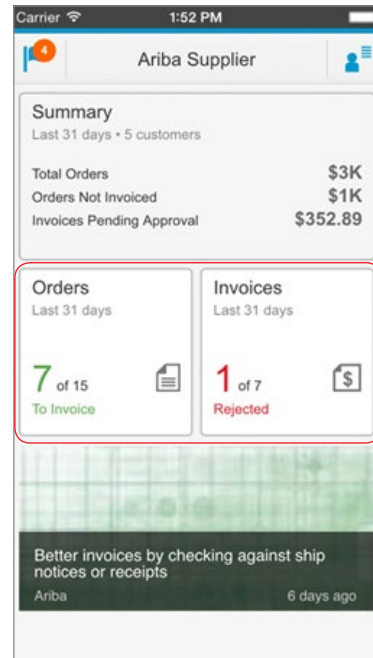 Carrier 1:52 PM
4
Ariba Supplier
Summary
Last 31 days • 5 customers
Total Orders $3K
Orders Not Invoiced $1K
Invoices Pending Approval $352.89
Orders
Last 31 days
7 of 15
To Invoice
Invoices
Last 31 days
1 of 7
$
Rejected
Better invoices by checking against ship
notices or receipts
Ariba 6 days ago